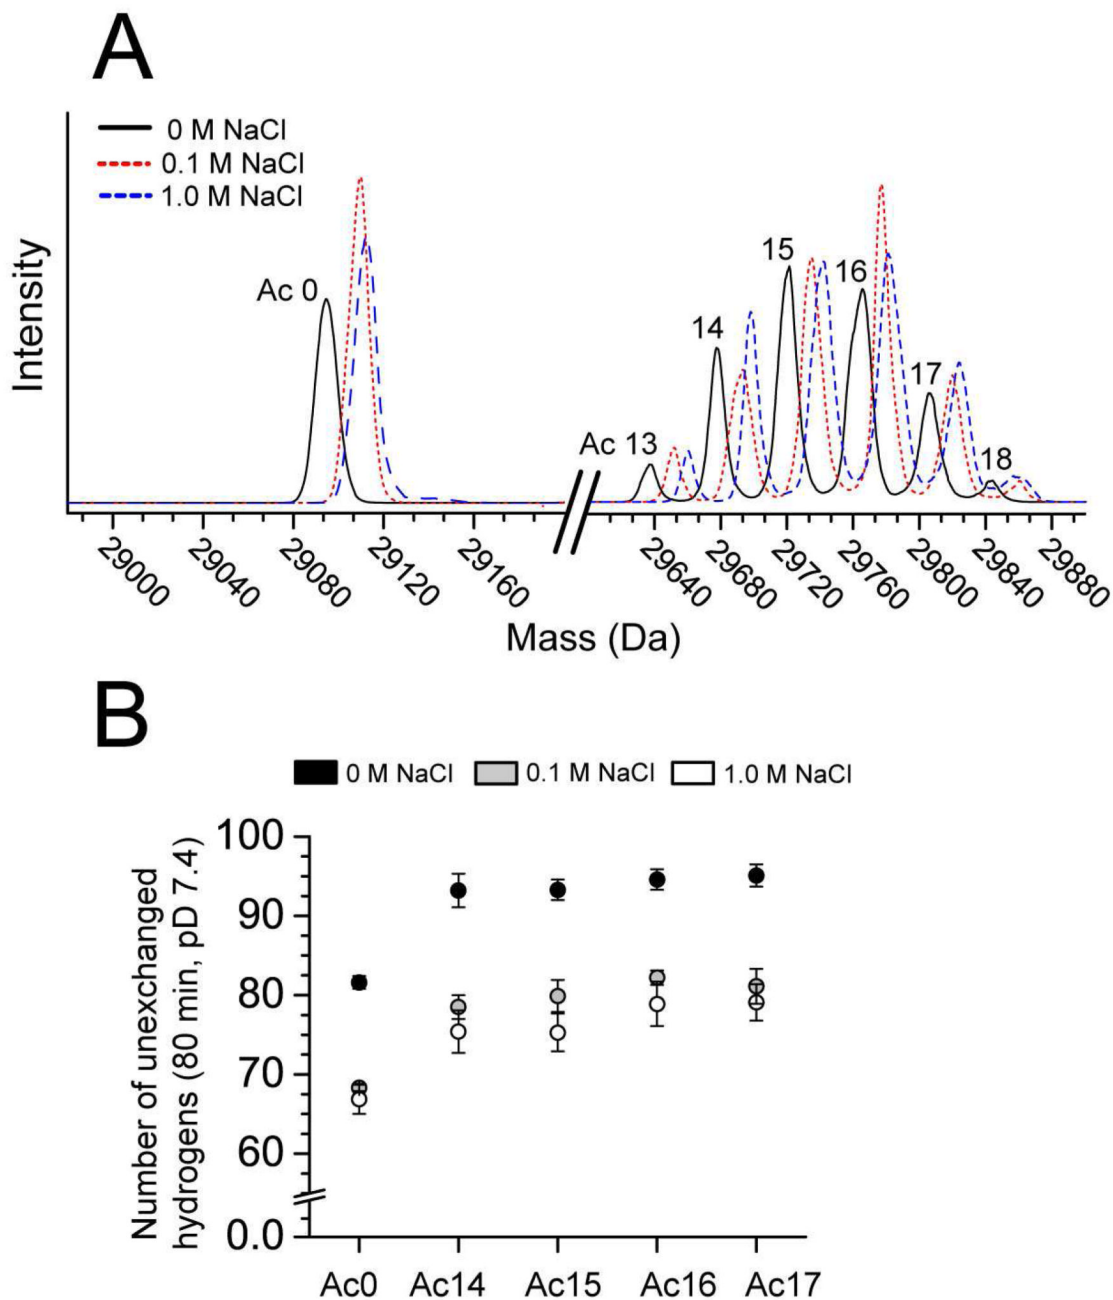 A
0 M NaCl
0.1 M NaCl
1.0 M NaCl
Intensity
Ac 0
Ac 13
14
15
16
17
18
29000 29040 29080 29120 29160 29640 29680 29720 29760 29800 29840 29880
Mass (Da)
B
0 M NaCl 0.1 M NaCl 1.0 M NaCl
Number of unexchanged
hydrogens (80 min, pD 7.4)
100
90
80
70
60
0.0
Ac0 Ac14 Ac15 Ac16 Ac17